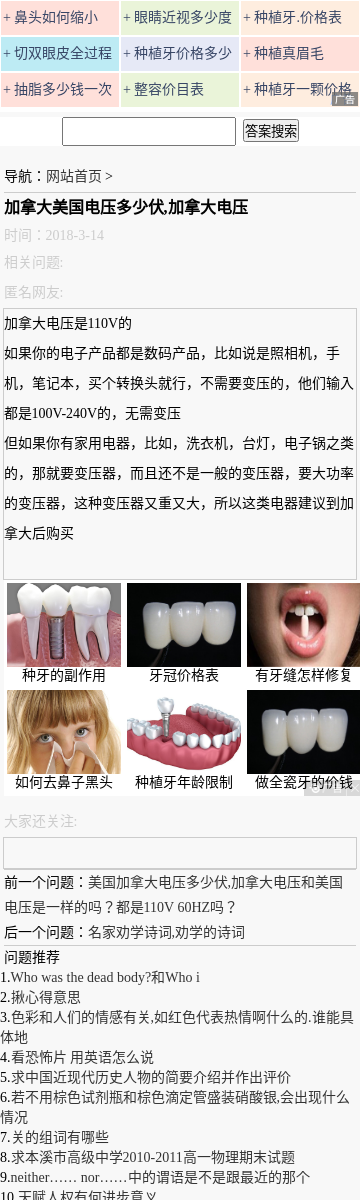 + 鼻头如何缩小
+ 眼睛近视多少度
+ 种植牙.价格表
+ 切双眼皮全过程
+ 种植牙价格多少
+ 种植真眉毛
+ 抽脂多少钱一次
+ 整容价目表
+ 种植牙一颗价格
广告
答案搜索
导航：网站首页 >
加拿大美国电压多少伏,加拿大电压
时间：2018-3-14
相关问题:
匿名网友:
加拿大电压是110V的
如果你的电子产品都是数码产品，比如说是照相机，手
机，笔记本，买个转换头就行，不需要变压的，他们输入
都是100V-240V的，无需变压
但如果你有家用电器，比如，洗衣机，台灯，电子锅之类
的，那就要变压器，而且还不是一般的变压器，要大功率
的变压器，这种变压器又重又大，所以这类电器建议到加
拿大后购买
种牙的副作用
牙冠价格表
有牙缝怎样修复
如何去鼻子黑头
种植牙年龄限制
做全瓷牙的价钱
大家还关注:
前一个问题：美国加拿大电压多少伏,加拿大电压和美国
电压是一样的吗？都是110V 60HZ吗？
后一个问题：名家劝学诗词,劝学的诗词
问题推荐
1.Who was the dead body?和Who i
2.揪心得意思
3.色彩和人们的情感有关,如红色代表热情啊什么的.谁能具
体地
4.看恐怖片 用英语怎么说
5.求中国近现代历史人物的简要介绍并作出评价
6.若不用棕色试剂瓶和棕色滴定管盛装硝酸银,会出现什么
情况
7.关的组词有哪些
8.求本溪市高级中学2010-2011高一物理期末试题
9.neither…… nor……中的谓语是不是跟最近的那个
10.天赋人权有何进步意义